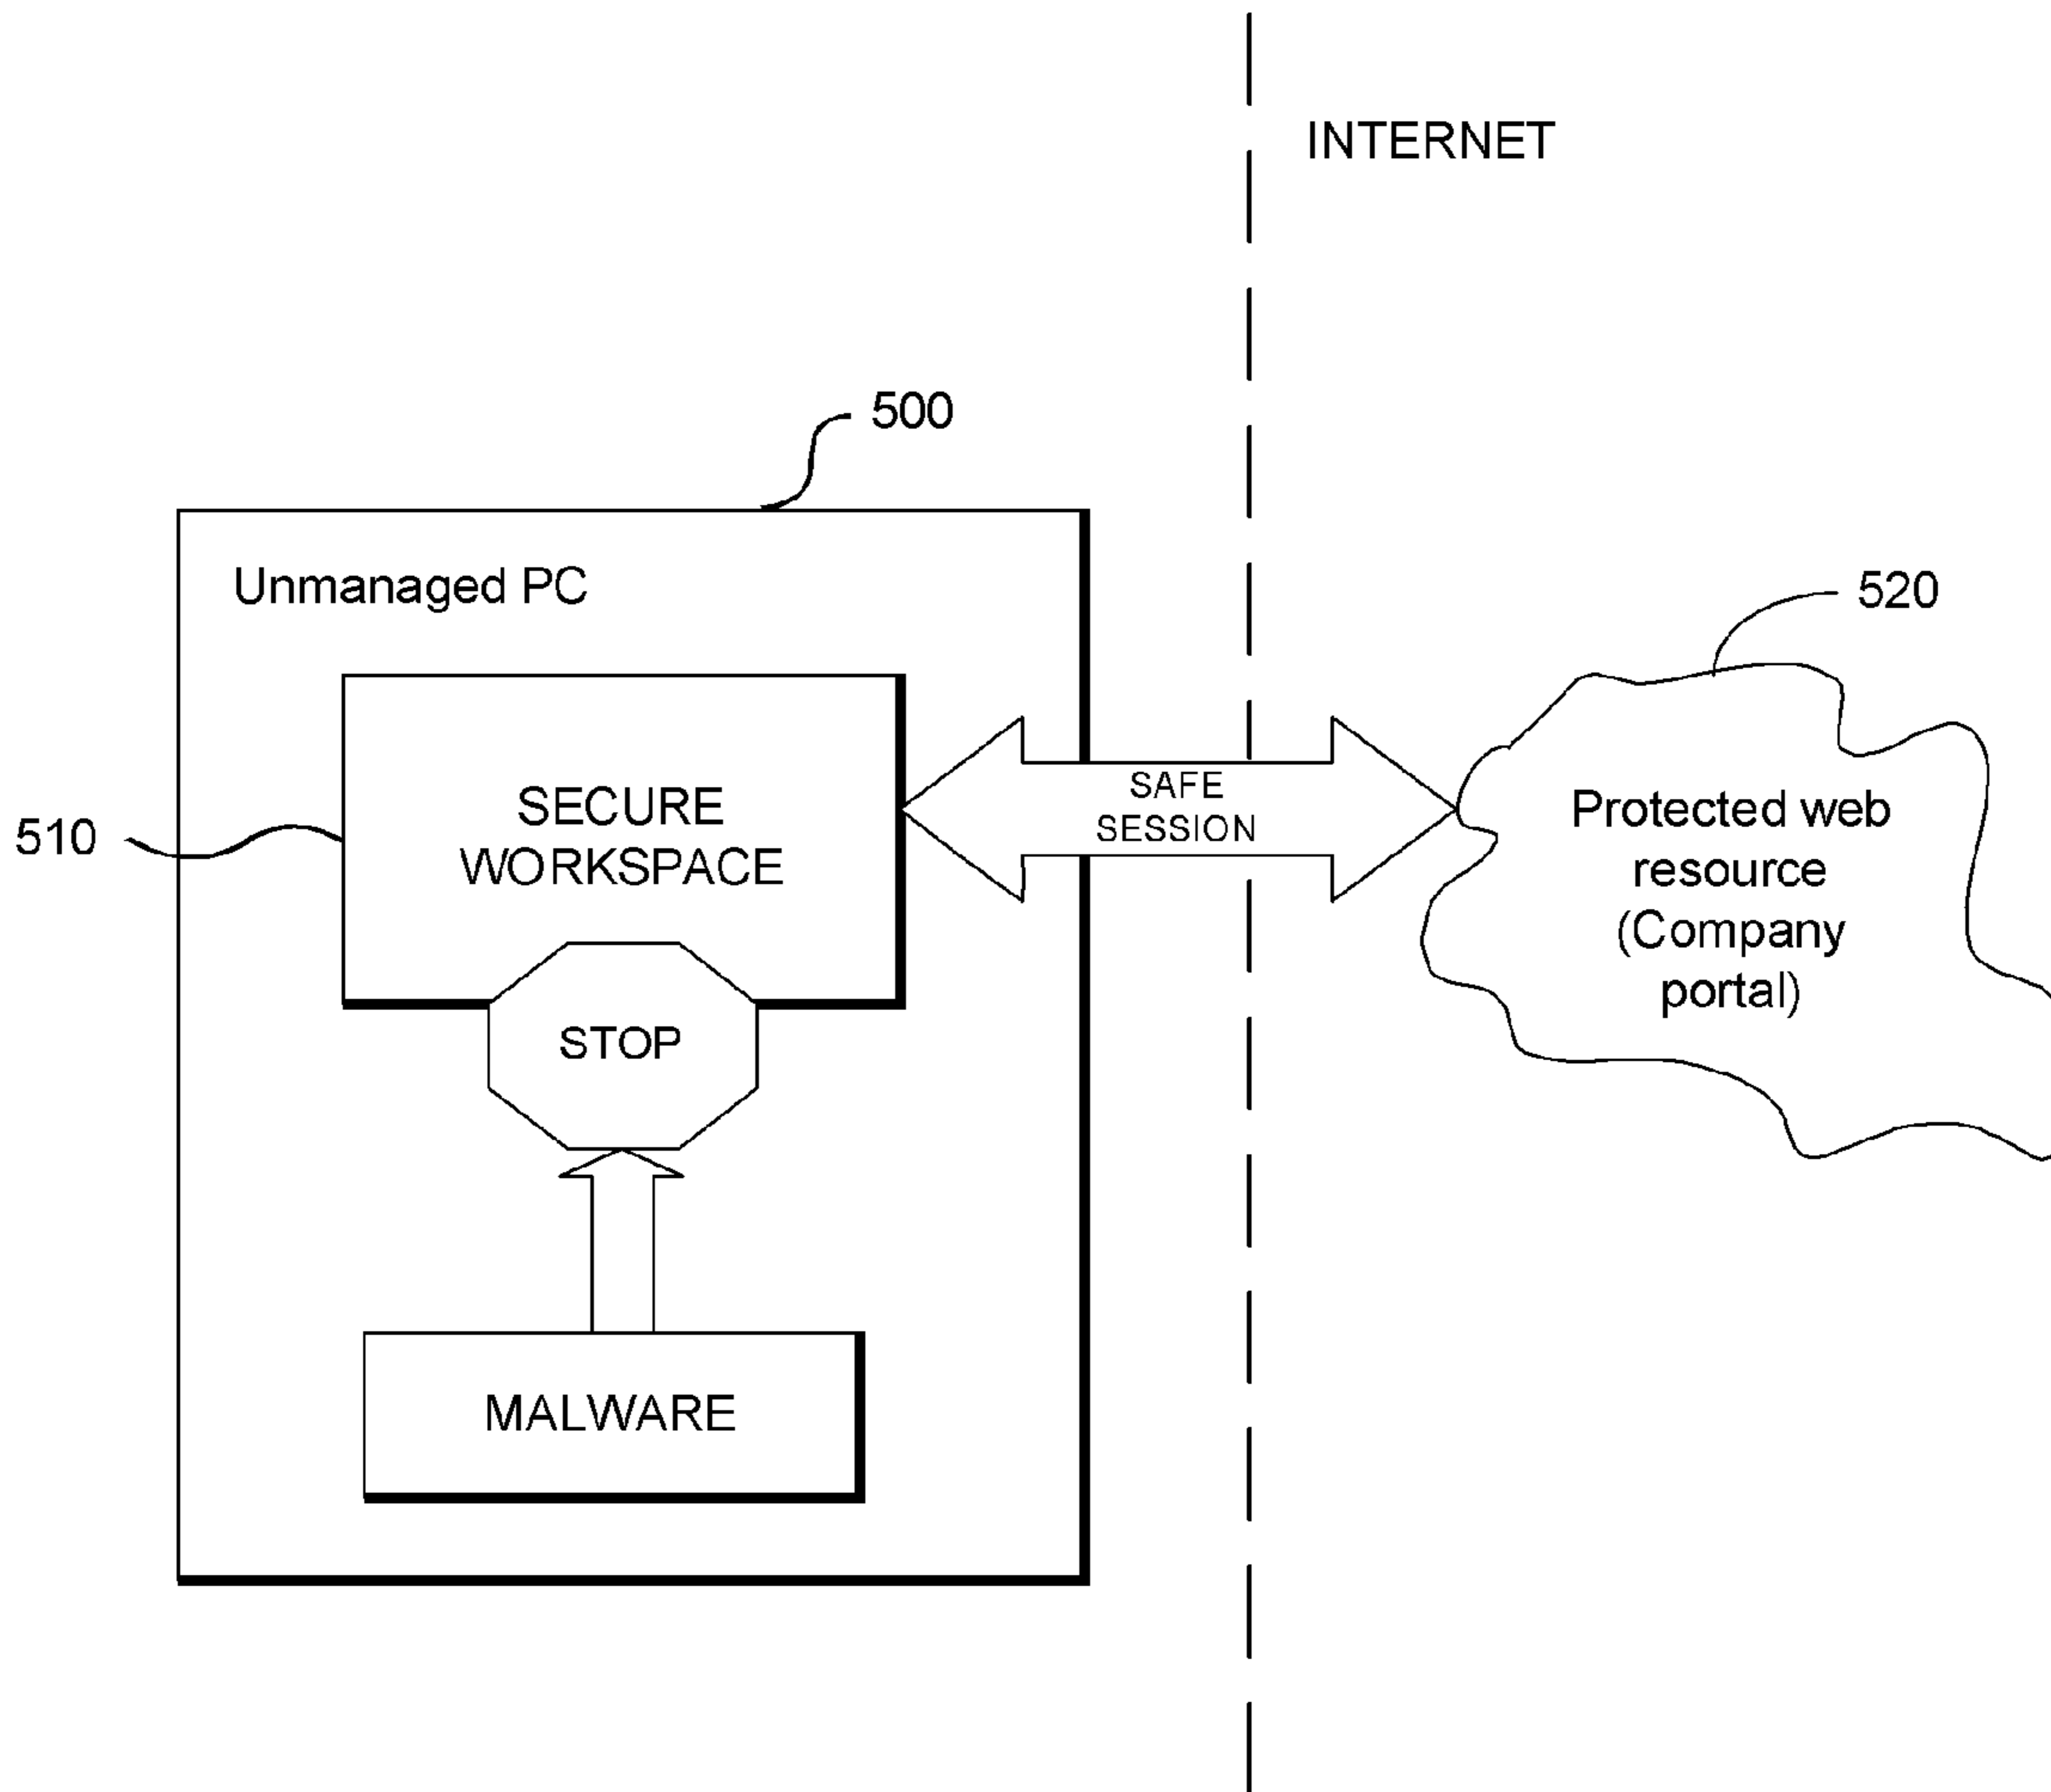 INTERNET
500
Unmanaged PC
520
SECURE
WORKSPACE
510
SAFE
SESSION
Protected web
resource
(Company
portal)
STOP
MALWARE